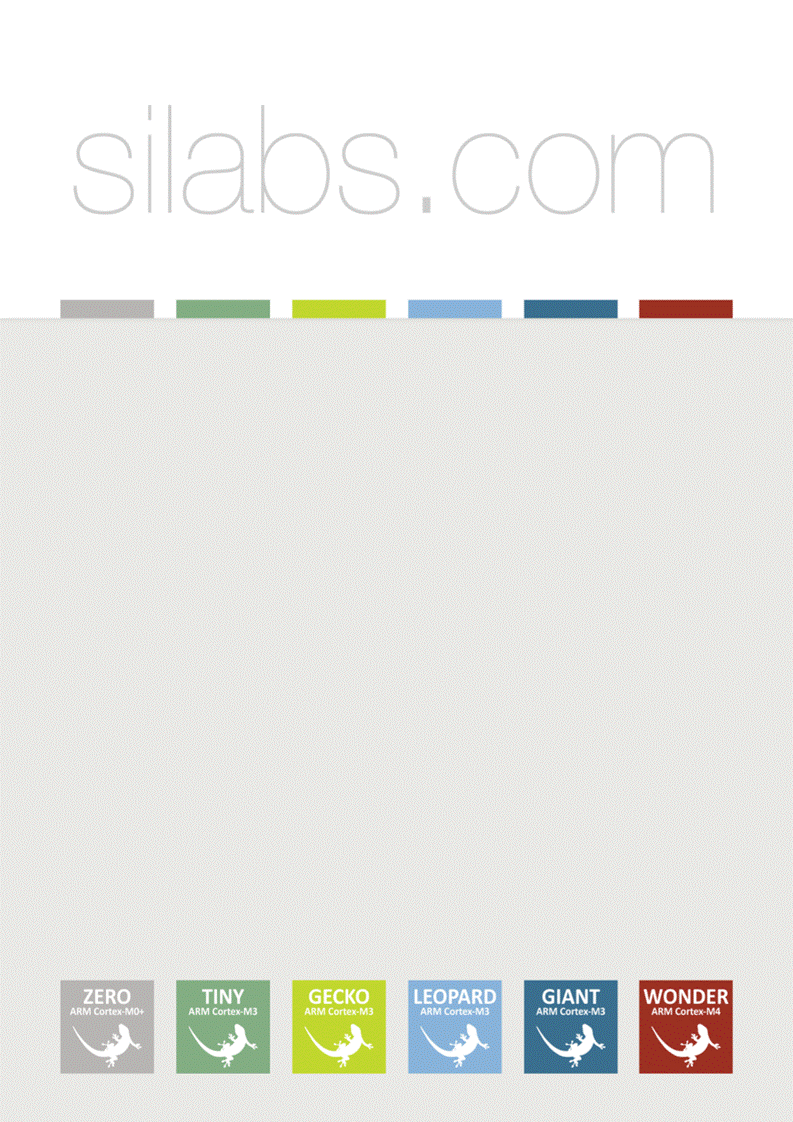 silabs.com
ZERO
ARM Cortex-M0+
TINY
ARM Cortex-M3
GECKO
ARM Cortex-M3
LEOPARD
ARM Cortex-M3
GIANT
ARM Cortex-M3
WONDER
ARM Cortex-M4